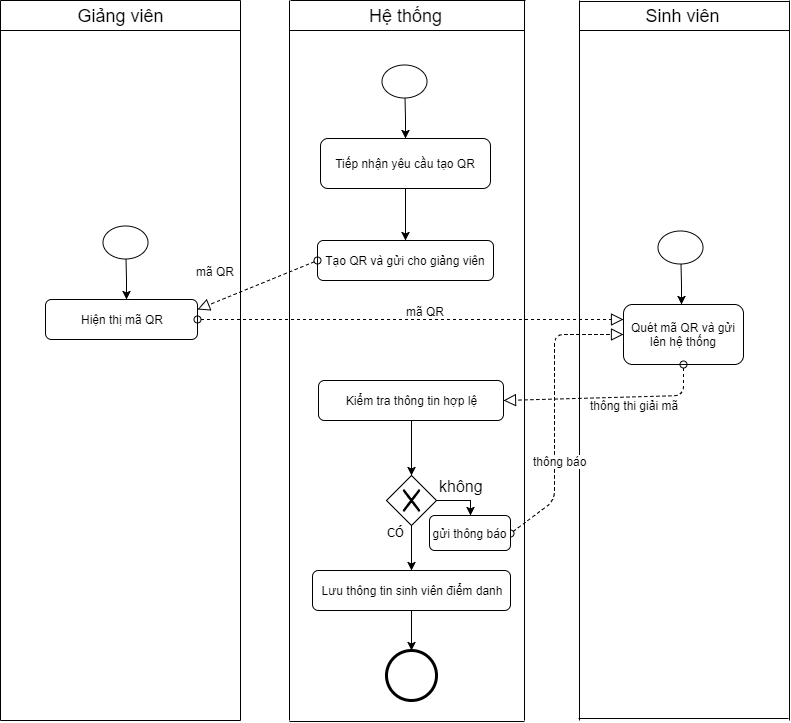 Giảng viên
Hệ thống
Sinh viên
Tiếp nhận yêu cầu tạo QR
Tạo QR và gửi cho giảng viên
mã QR
Hiện thị mã QR
mã QR
Quét mã QR và gửi
lên hệ thống
Kiểm tra thông tin hợp lệ
thông thi giải mã
thông báo
không
CÓ
gửi thông báo
Lưu thông tin sinh viên điểm danh